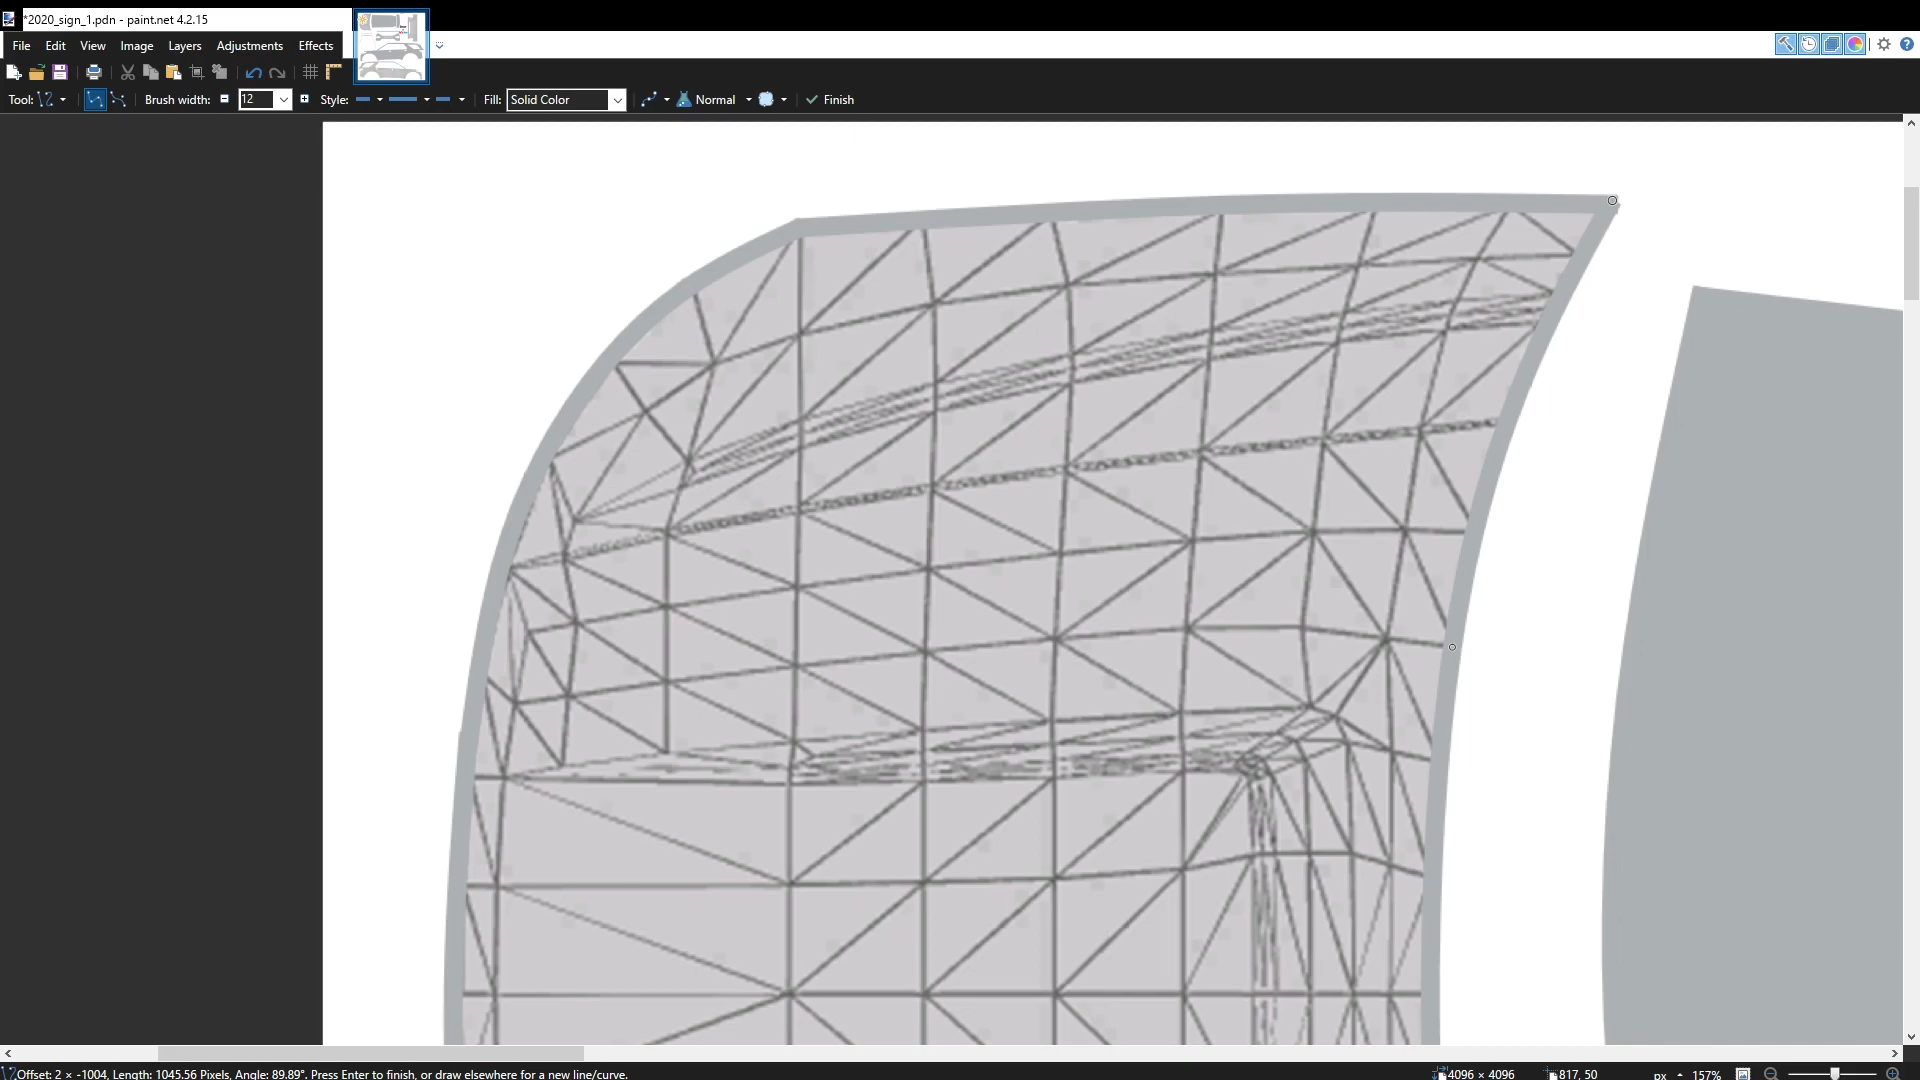 *2020_sign_1.pdn - paint.net 4.2.15
File Edit View Image Layers Adjustments Effects
Tool: Brush width: 12 Style: Fill: Solid Color Normal Finish
Offset: 2 × -1004, Length: 1045.56 Pixels, Angle: 89.89°. Press Enter to finish, or draw elsewhere for a new line/curve. 4096 × 4096 817, 50 px 157%